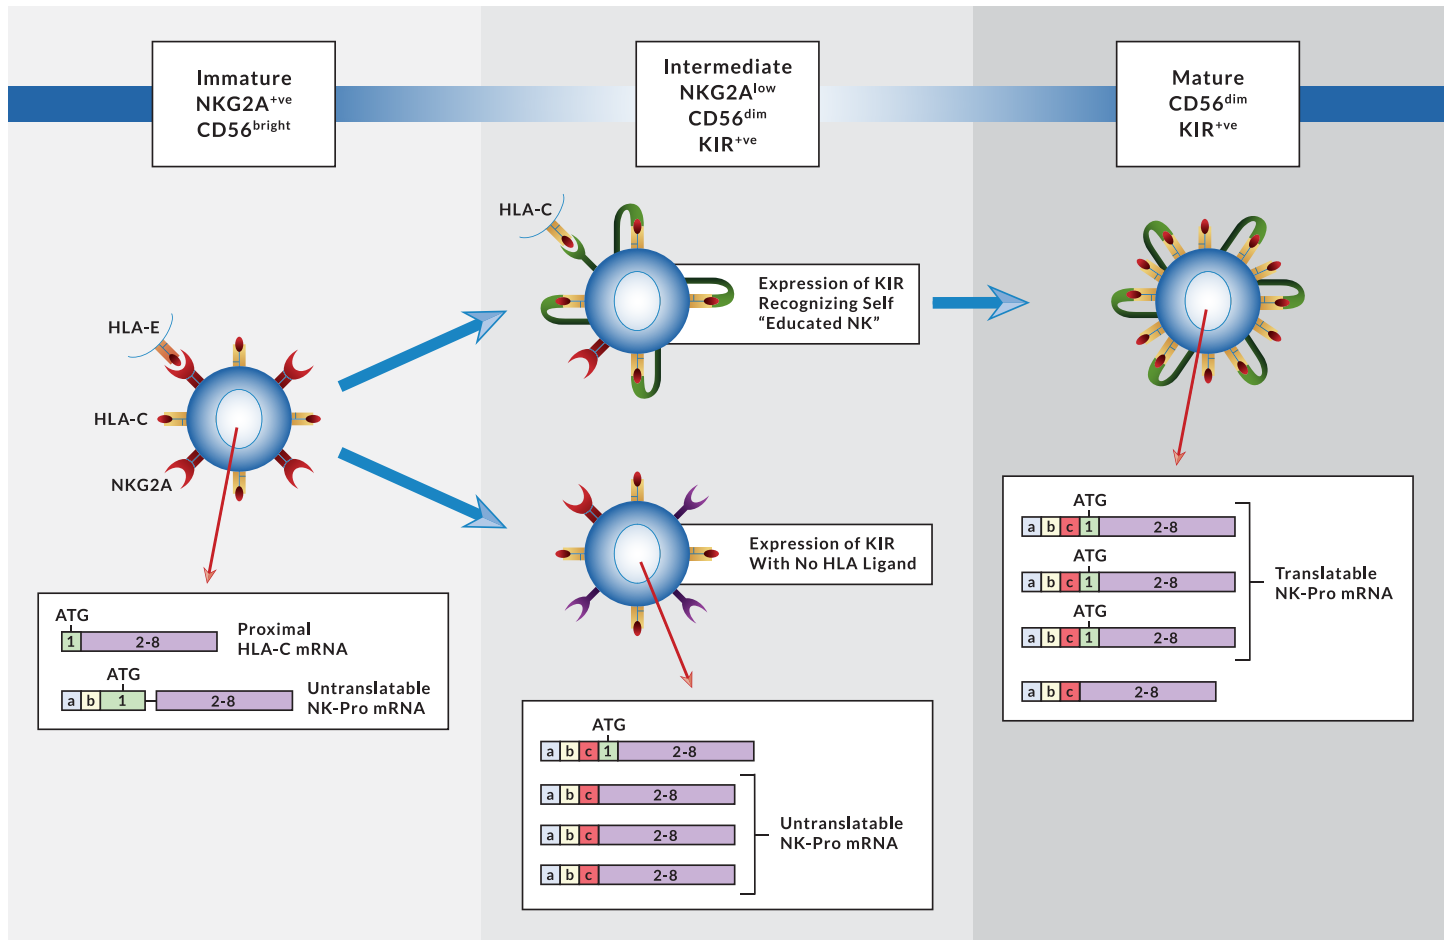 Immature
NKG2A+ve
CD56bright
Intermediate
NKG2Alow
CD56dim
KIR+ve
Mature
CD56dim
KIR+ve
HLA-E
HLA-C
NKG2A
HLA-C
Expression of KIR
Recognizing Self
“Educated NK”
Expression of KIR
With No HLA Ligand
ATG
1 2-8
Proximal
HLA-C mRNA
ATG
a b 1 2-8
Untranslatable
NK-Pro mRNA
ATG
a b c 1 2-8
a b c 2-8
a b c 2-8
a b c 2-8
Untranslatable
NK-Pro mRNA
ATG
a b c 1 2-8
ATG
a b c 1 2-8
ATG
a b c 1 2-8
Translatable
NK-Pro mRNA
a b c 2-8